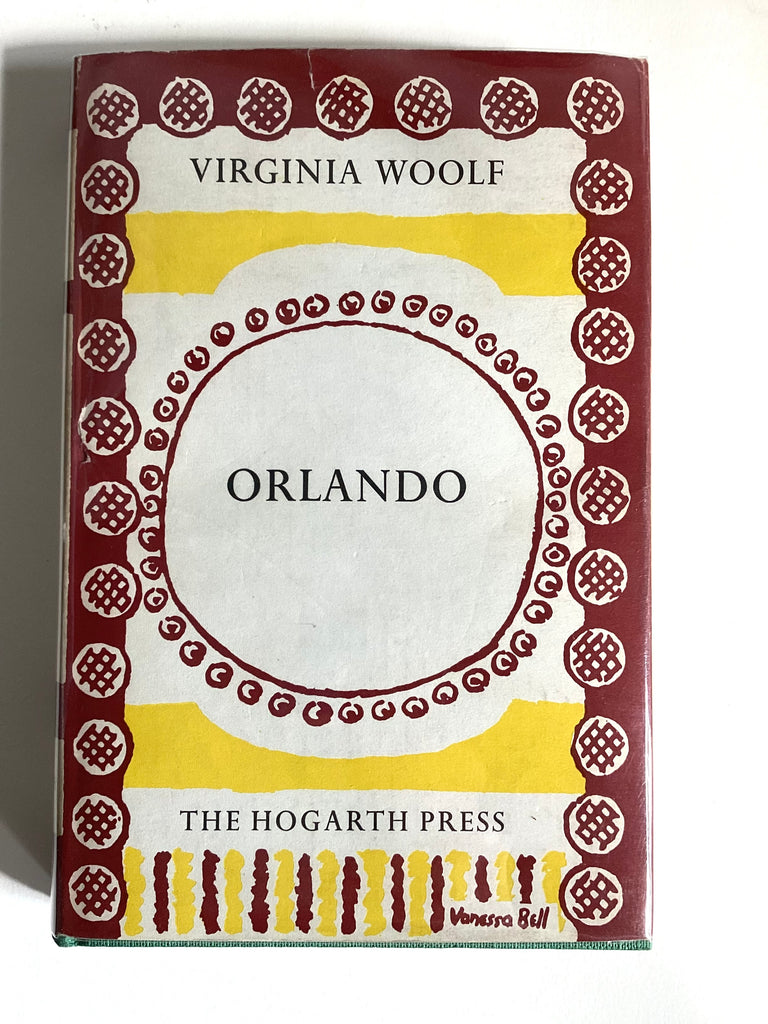 VIRGINIA WOOLF
ORLANDO
THE HOGARTH PRESS
Vanessa Bell